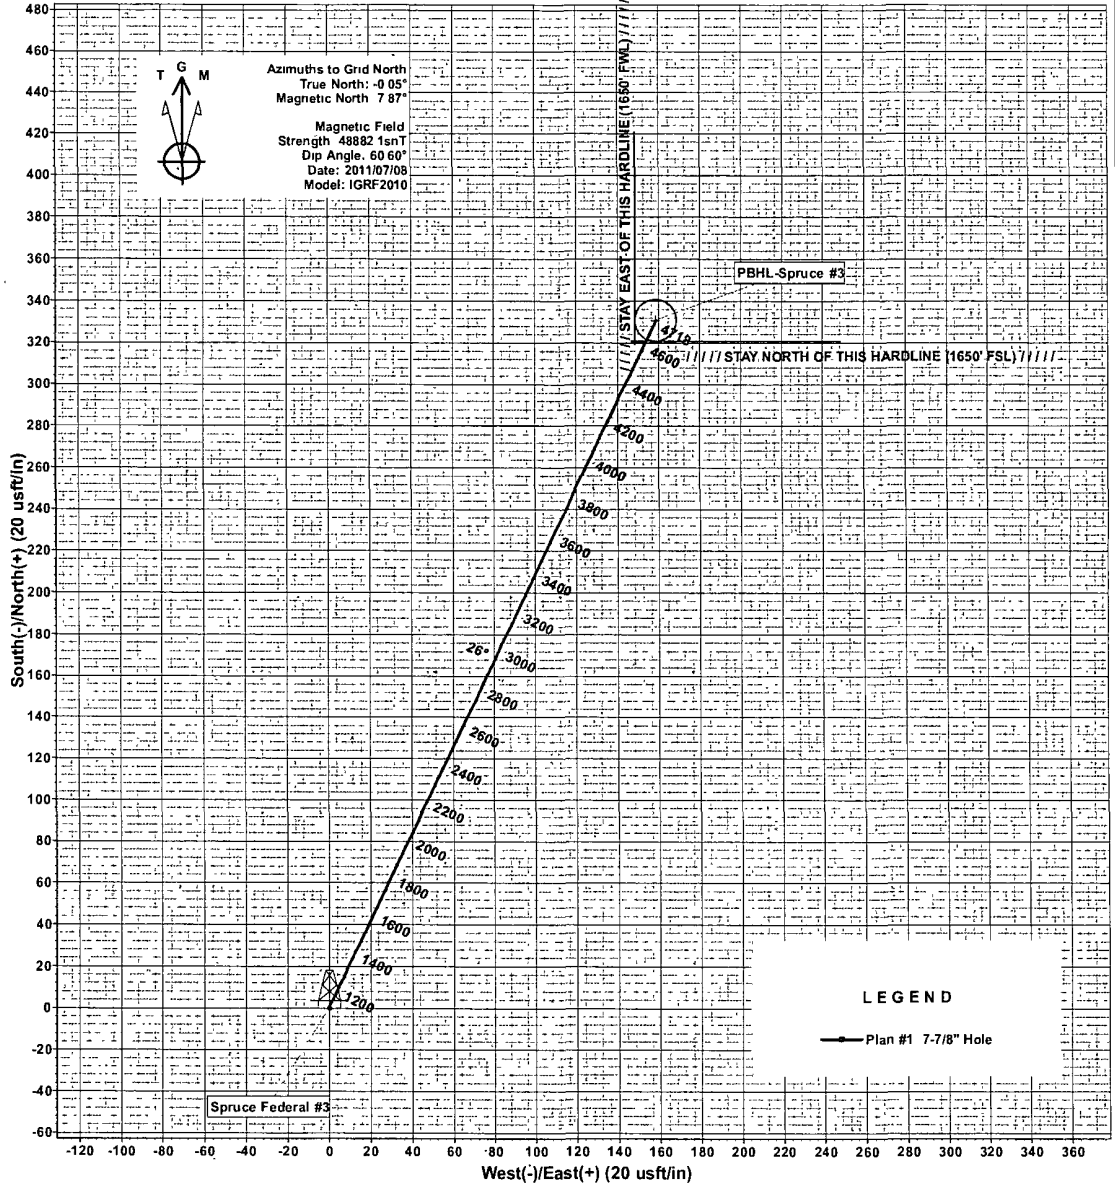 T G M
Azimuths to Grid North
True North: -0 05°
Magnetic North 7 87°
Magnetic Field
Strength 48882 1snT
Dip Angle. 60 60°
Date: 2011/07/08
Model: IGRF2010
STAY EAST OF THIS HARDLINE (1650' FWL)
PBHL-Spruce #3
STAY NORTH OF THIS HARDLINE (1650' FSL)
4718
4600
4400
4200
4000
3800
3600
3400
3200
26°
3000
2800
2600
2400
2200
2000
1800
1600
1400
1200
Spruce Federal #3
LEGEND
Plan #1 7-7/8" Hole
South(-)/North(+) (20 usft/in)
480
460
440
420
400
380
360
340
320
300
280
260
240
220
200
180
160
140
120
100
80
60
40
20
0
-20
-40
-60
-120 -100 -80 -60 -40 -20 0 20 40 60 80 100 120 140 160 180 200 220 240 260 280 300 320 340 360
West(-)/East(+) (20 usft/in)